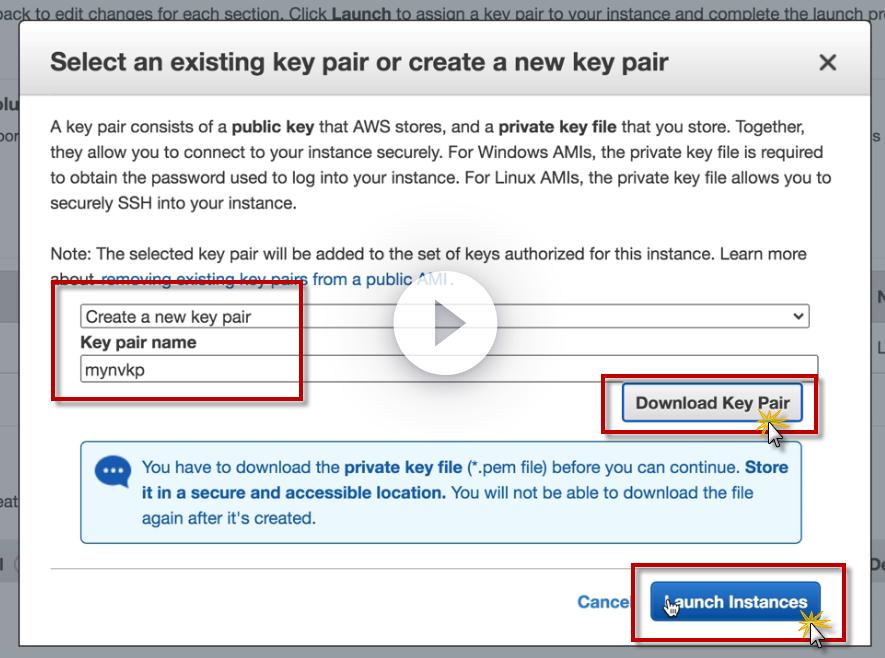 back to edit changes for each section. Click Launch to assign a key pair to your instance and complete the launch pro
Select an existing key pair or create a new key pair
A key pair consists of a public key that AWS stores, and a private key file that you store. Together,
they allow you to connect to your instance securely. For Windows AMIs, the private key file is required
to obtain the password used to log into your instance. For Linux AMIs, the private key file allows you to
securely SSH into your instance.
Note: The selected key pair will be added to the set of keys authorized for this instance. Learn more
about removing existing key pairs from a public AMI.
Create a new key pair
Key pair name
mynvkp
Download Key Pair
You have to download the private key file (*.pem file) before you can continue. Store
it in a secure and accessible location. You will not be able to download the file
again after it's created.
Cancel
Launch Instances